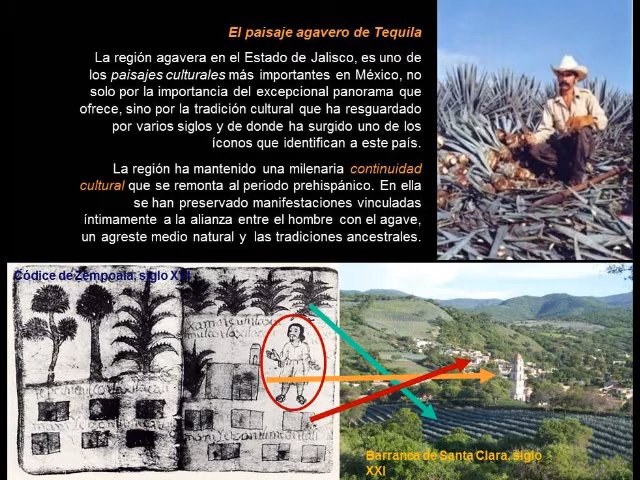 El paisaje agavero de Tequila
La región agavera en el Estado de Jalisco, es uno de
los paisajes culturales más importantes en México, no
solo por la importancia del excepcional panorama que
ofrece, sino por la tradición cultural que ha resguardado
por varios siglos y de donde ha surgido uno de los
íconos que identifican a este país.
La región ha mantenido una milenaria continuidad
cultural que se remonta al periodo prehispánico. En ella
se han preservado manifestaciones vinculadas
íntimamente a la alianza entre el hombre con el agave,
un agreste medio natural y las tradiciones ancestrales.
Códice de Zempoala, siglo
Barranca de Santa Clara, siglo
XXI